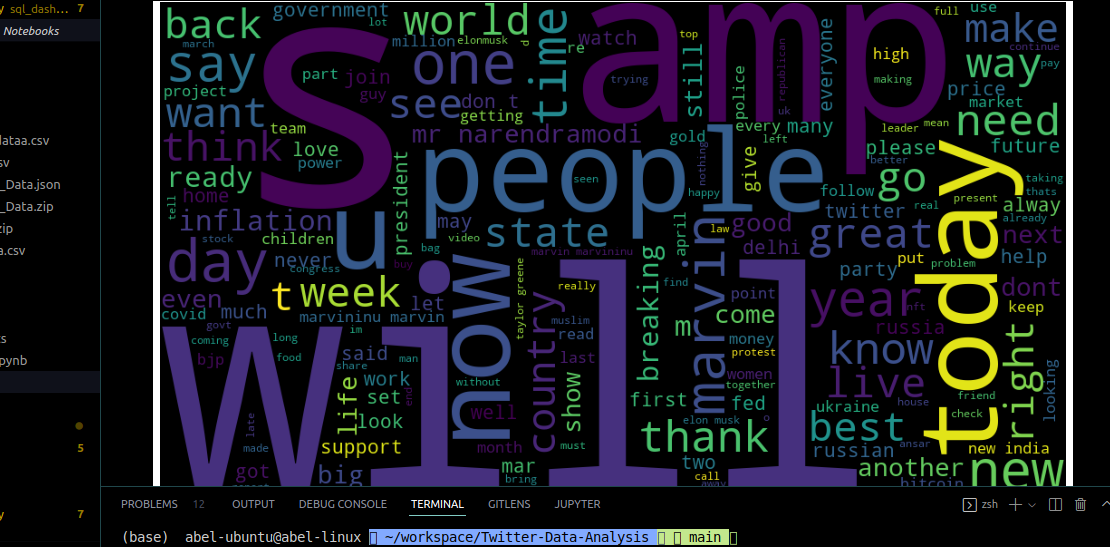 sql_dash... 7
Notebooks
dataa.csv
sv
_Data.json
_Data.zip
zip
a.csv
ts
pynb
5
7
back
government
lot
world
say
million
elonmusk
d
time
re
watch
top
full
use
make
S
amp
part
join
one
guy
trying
still
republican
everyone
high
continue
way
pay
project
want
see
don t
getting
police
uk
making
price
market
need
team
think
love
power
mr narendramodi
gold
every
many
left
leader
mean
please
better
future
ready
home
people
seen
nothing
give
happy
follow
go
taking
thats
tell
inflation
u
president
may
state
april
law
good
twitter
real
today
present
alway
already
day
stock
children
never
congress
bag
video
marvin marvininu
delhi
great
party
put
problem
next
help
even
t
week
buy
now
taylor greene
really
find
breaking
marvin
point
year
nft
dont
keep
covid
much
let
marvininu marvin
country
muslim
m
come
russia
govt
will
coming
long
im
read
money
know
right
bjp
food
said
man
share
last
protest
women
together
live
house
friend
looking
life
work
without
set
end
show
first
fed
ukraine
check
late
look
well
elon musk
o
best
made
support
month
must
thank
russian
ansar
new india
got
big
mar
bring
two
call
away
another
bitcoin
new
PROBLEMS 12 OUTPUT DEBUG CONSOLE TERMINAL GITLENS JUPYTER zsh
(base) abel-ubuntu@abel-linux ~/workspace/Twitter-Data-Analysis main